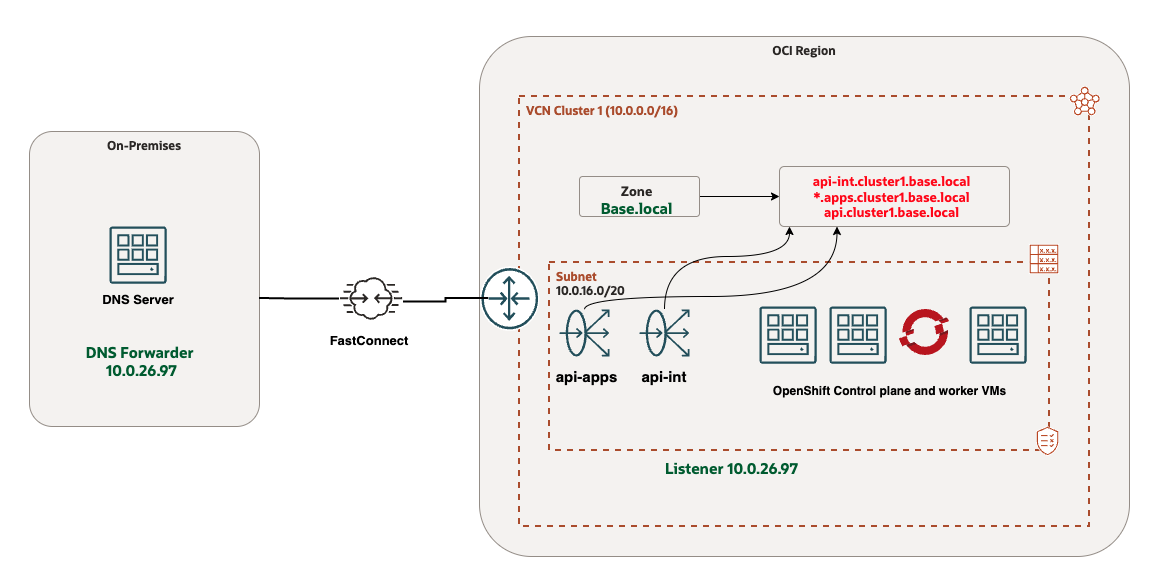 OCI Region
VCN Cluster 1 (10.0.0.0/16)
On-Premises
Zone
Base.local
api-int.cluster1.base.local
*.apps.cluster1.base.local
api.cluster1.base.local
Subnet
10.0.16.0/20
DNS Server
FastConnect
DNS Forwarder
10.0.26.97
api-apps
api-int
OpenShift Control plane and worker VMs
Listener 10.0.26.97
X.X.X.
X.X.X.
X.X.X.